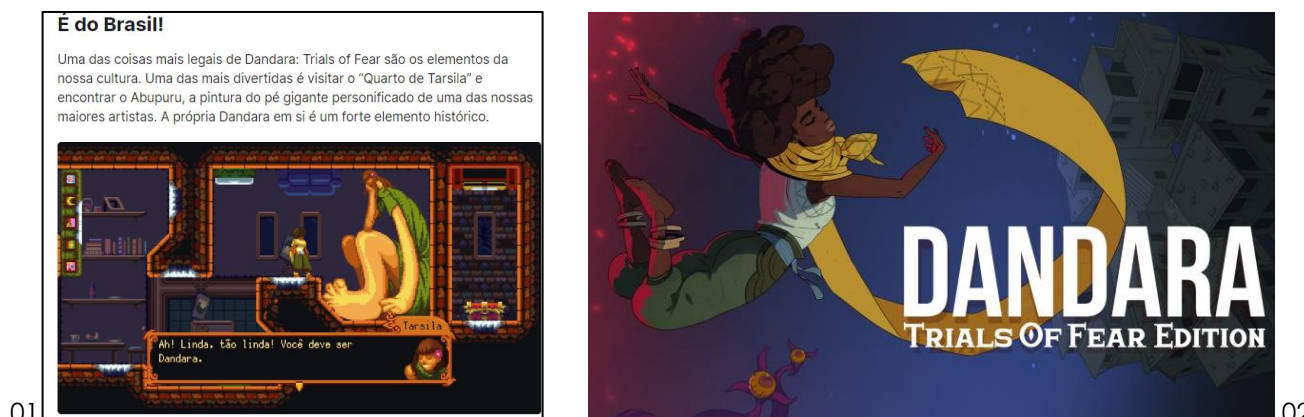 É do Brasil!
Uma das coisas mais legais de Dandara: Trials of Fear são os elementos da
nossa cultura. Uma das mais divertidas é visitar o “Quarto de Tarsila” e
encontrar o Abupuru, a pintura do pé gigante personificado de uma das nossas
maiores artistas. A própria Dandara em si é um forte elemento histórico.
Tarsila
Ah! Linda, tão linda! Você deve ser
Dandara.
01
DANDARA
TRIALS OF FEAR EDITION